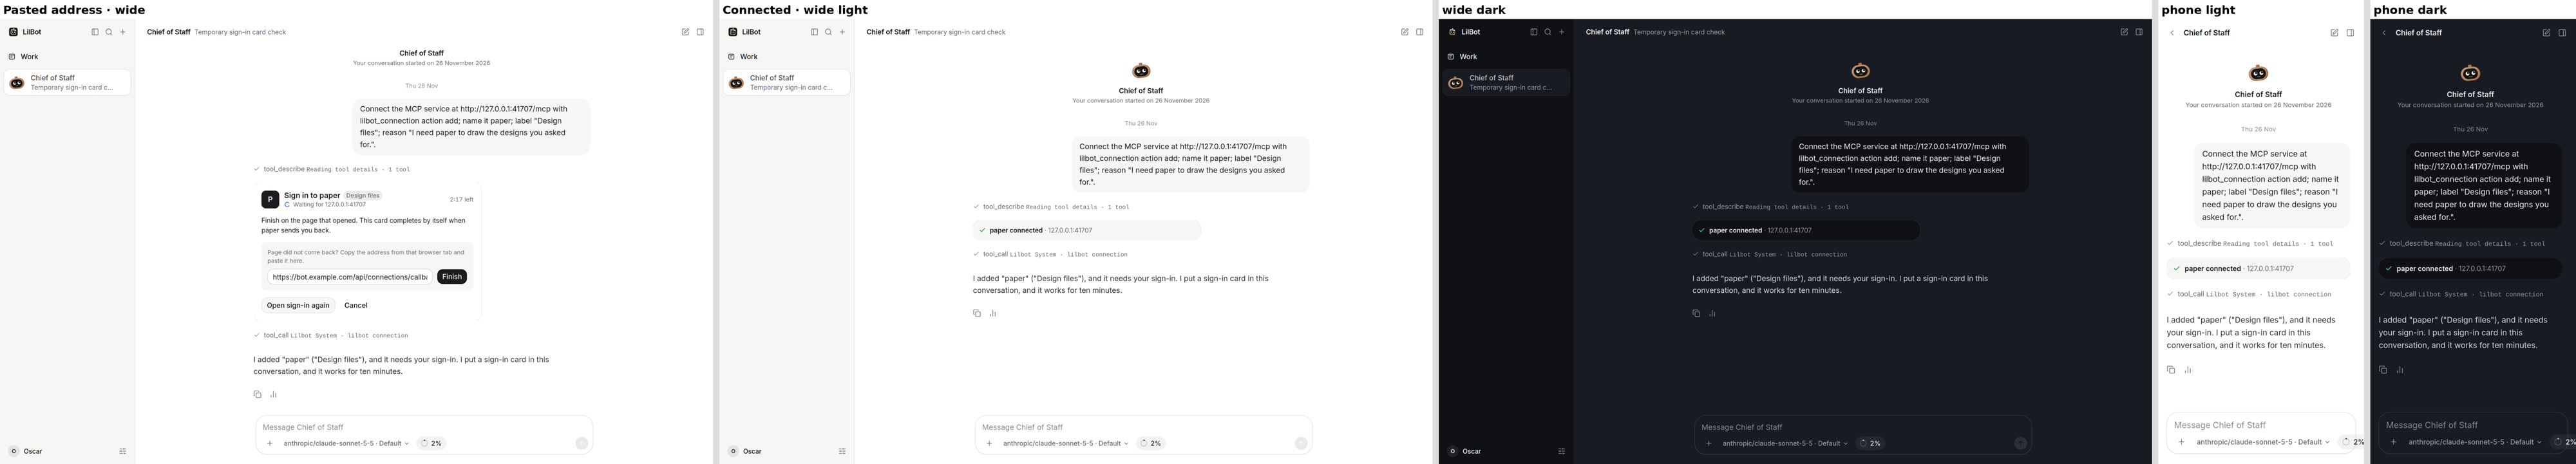 Pasted address · wide
LilBot
Work
Chief of Staff
Temporary sign-in card c...
O Oscar
Chief of Staff Temporary sign-in card check
Chief of Staff
Your conversation started on 26 November 2026
Thu 26 Nov
Connect the MCP service at http://127.0.0.1:41707/mcp with
lilbot_connection action add; name it paper; label "Design
files"; reason "I need paper to draw the designs you asked
for.".
tool_describe Reading tool details · 1 tool
P
Sign in to paper Design files
Waiting for 127.0.0.1:41707
2:17 left
Finish on the page that opened. This card completes by itself when
paper sends you back.
Page did not come back? Copy the address from that browser tab and
paste it here.
https://bot.example.com/api/connections/callba Finish
Open sign-in again Cancel
tool_call Lilbot System · lilbot connection
I added "paper" ("Design files"), and it needs your sign-in. I put a sign-in card in this
conversation, and it works for ten minutes.
Message Chief of Staff
anthropic/claude-sonnet-5-5 · Default 2%
Connected · wide light
LilBot
Work
Chief of Staff
Temporary sign-in card c...
O Oscar
Chief of Staff Temporary sign-in card check
Chief of Staff
Your conversation started on 26 November 2026
Thu 26 Nov
Connect the MCP service at http://127.0.0.1:41707/mcp with
lilbot_connection action add; name it paper; label "Design
files"; reason "I need paper to draw the designs you asked
for.".
tool_describe Reading tool details · 1 tool
paper connected · 127.0.0.1:41707
tool_call Lilbot System · lilbot connection
I added "paper" ("Design files"), and it needs your sign-in. I put a sign-in card in this
conversation, and it works for ten minutes.
Message Chief of Staff
anthropic/claude-sonnet-5-5 · Default 2%
wide dark
LilBot
Work
Chief of Staff
Temporary sign-in card c...
O Oscar
Chief of Staff Temporary sign-in card check
Chief of Staff
Your conversation started on 26 November 2026
Thu 26 Nov
Connect the MCP service at http://127.0.0.1:41707/mcp with
lilbot_connection action add; name it paper; label "Design
files"; reason "I need paper to draw the designs you asked
for.".
tool_describe Reading tool details · 1 tool
paper connected · 127.0.0.1:41707
tool_call Lilbot System · lilbot connection
I added "paper" ("Design files"), and it needs your sign-in. I put a sign-in card in this
conversation, and it works for ten minutes.
Message Chief of Staff
anthropic/claude-sonnet-5-5 · Default 2%
phone light
Chief of Staff
Chief of Staff
Your conversation started on 26 November 2026
Thu 26 Nov
Connect the MCP service at
http://127.0.0.1:41707/mcp with
lilbot_connection action add; name it
paper; label "Design files"; reason "I
need paper to draw the designs you
asked for.".
tool_describe Reading tool details · 1 tool
paper connected · 127.0.0.1:41707
tool_call Lilbot System · lilbot connection
I added "paper" ("Design files"), and it needs
your sign-in. I put a sign-in card in this
conversation, and it works for ten minutes.
Message Chief of Staff
anthropic/claude-sonnet-5-5 · Default 2%
phone dark
Chief of Staff
Chief of Staff
Your conversation started on 26 November 2026
Thu 26 Nov
Connect the MCP service at
http://127.0.0.1:41707/mcp with
lilbot_connection action add; name it
paper; label "Design files"; reason "I
need paper to draw the designs you
asked for.".
tool_describe Reading tool details · 1 tool
paper connected · 127.0.0.1:41707
tool_call Lilbot System · lilbot connection
I added "paper" ("Design files"), and it needs
your sign-in. I put a sign-in card in this
conversation, and it works for ten minutes.
Message Chief of Staff
anthropic/claude-sonnet-5-5 · Default 2%